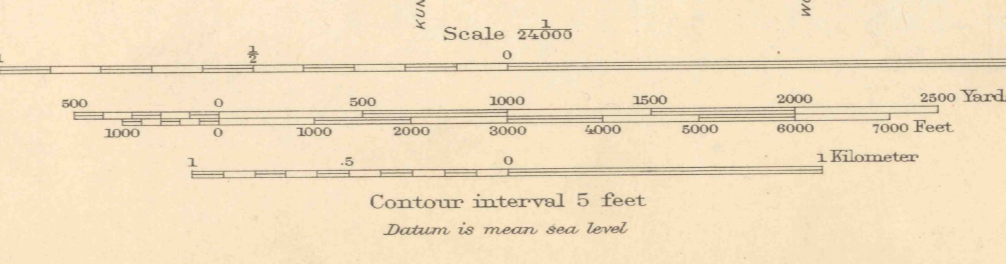 Scale 1/24000
1 ½ 0
500 0 500 1000 1500 2000 2500 Yard
1000 0 1000 2000 3000 4000 5000 6000 7000 Feet
1 .5 0 1 Kilometer
Contour interval 5 feet
Datum is mean sea level